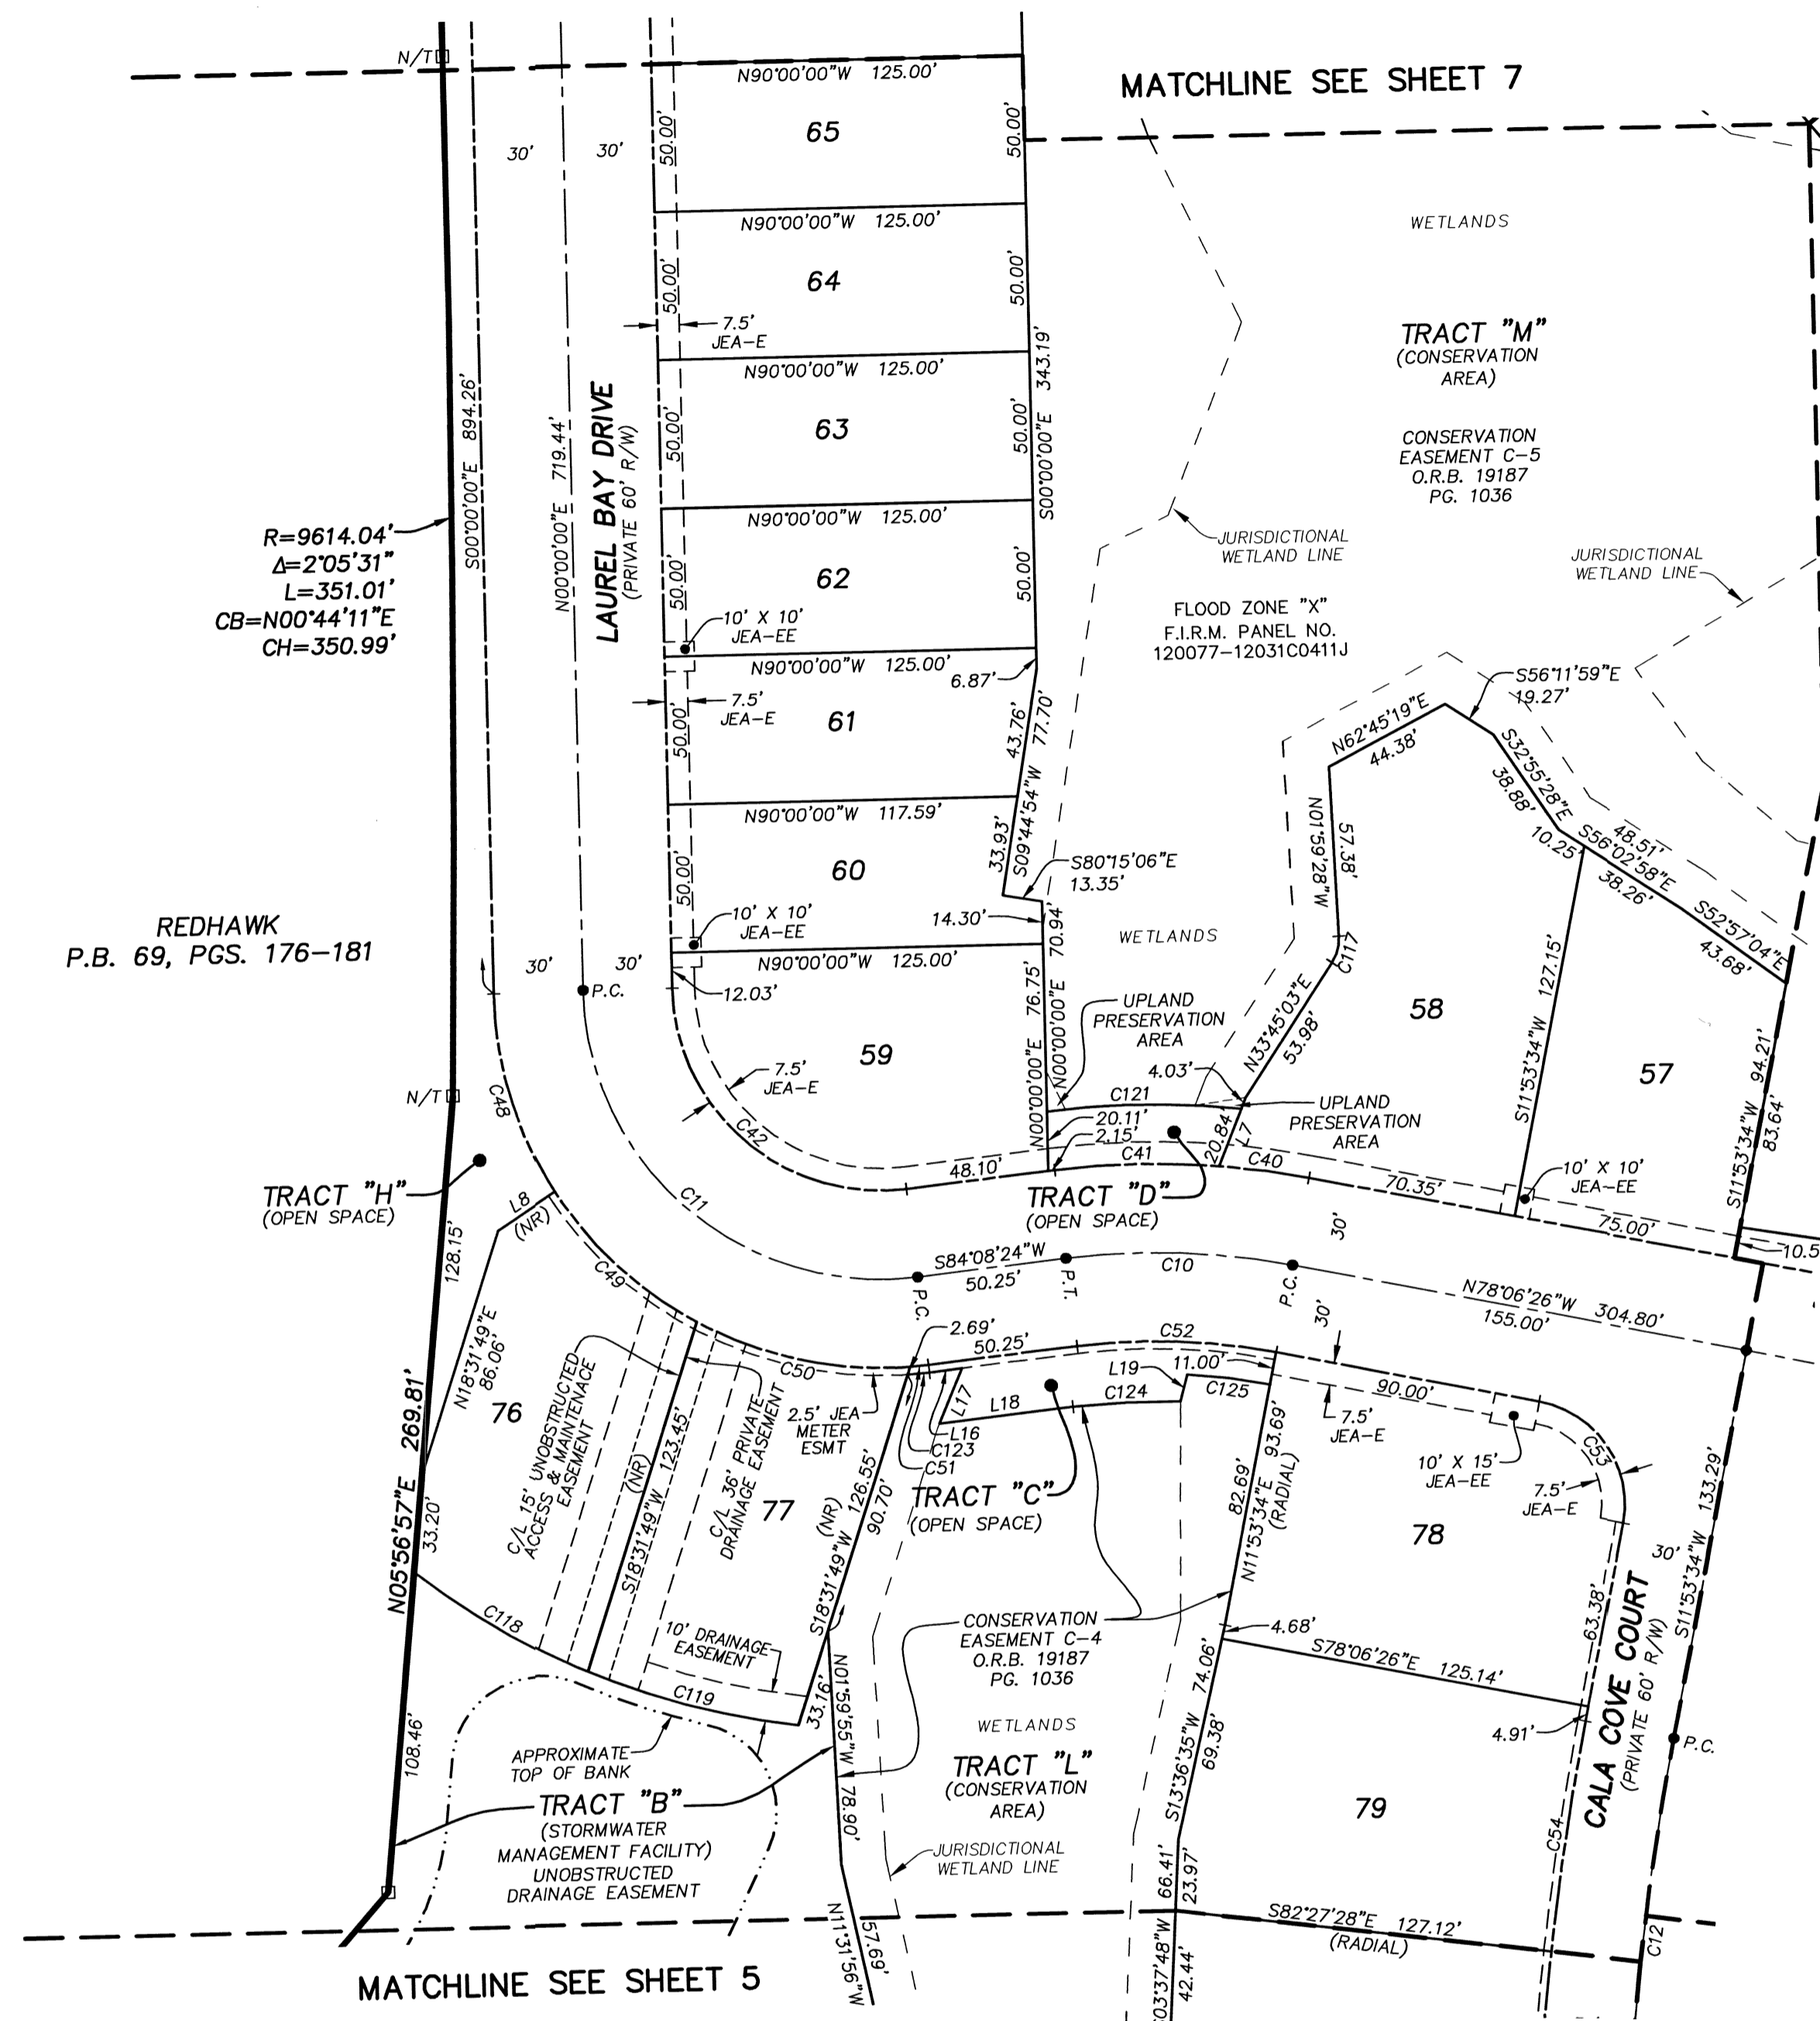 N/T
N90°00'00"W 125.00'
MATCHLINE SEE SHEET 7
30'
30'
50.00'
65
50.00'
N90°00'00"W 125.00'
WETLANDS
50.00'
64
50.00'
7.5'
JEA-E
N90°00'00"W 125.00'
343.19'
S00°00'00"E
TRACT "M"
(CONSERVATION
AREA)
CONSERVATION
EASEMENT C-5
O.R.B. 19187
PG. 1036
S00°00'00"E 894.26'
N00°00'00"E 719.44'
LAUREL BAY DRIVE
(PRIVATE 60' R/W)
50.00'
63
50.00'
N90°00'00"W 125.00'
R=9614.04'
Δ=2°05'31"
L=351.01'
CB=N00°44'11"E
CH=350.99'
JURISDICTIONAL
WETLAND LINE
JURISDICTIONAL
WETLAND LINE
50.00'
62
50.00'
10' X 10'
JEA-EE
FLOOD ZONE "X"
F.I.R.M. PANEL NO.
120077-12031C0411J
N90°00'00"W 125.00'
6.87'
7.5'
JEA-E
50.00'
61
43.76'
S09°44'54"W 77.70'
S56°11'59"E
19.27'
N62°45'19"E
44.38'
S32°55'28"E
38.88'
N90°00'00"W 117.59'
N01°59'28"W
57.38'
10.25'
S56°02'58"E
48.51'
38.26'
S52°57'04"E
43.68'
50.00'
60
33.93'
S80°15'06"E
13.35'
REDHAWK
P.B. 69, PGS. 176-181
10' X 10'
JEA-EE
14.30'
70.94'
N00°00'00"E
WETLANDS
C117
N90°00'00"W 125.00'
30'
30'
P.C.
12.03'
N00°00'00"E 76.75'
UPLAND
PRESERVATION
AREA
N33°45'03"E
53.98'
58
S11°53'34"W 127.15'
57
S11°53'34"W 94.21'
83.64'
59
7.5'
JEA-E
4.03'
C121
N/T
C48
C42
20.11'
2.15'
UPLAND
PRESERVATION
AREA
20.84'
L7
C41
C40
48.10'
70.35'
10' X 10'
JEA-EE
75.00'
10.5
TRACT "H"
(OPEN SPACE)
L8
(NR)
C11
TRACT "D"
(OPEN SPACE)
30'
128.15'
C49
S84°08'24"W
50.25'
P.C.
P.T.
C10
P.C.
N78°06'26"W 304.80'
155.00'
30'
N18°31'49"E
86.06'
2.69'
50.25'
C52
C50
L19
11.00'
C125
C124
90.00'
76
C/L 15' UNOBSTRUCTED
ACCESS & MAINTENACE
EASEMENT
S18°31'49"W 123.45'
(NR)
C/L 36' PRIVATE
DRAINAGE EASEMENT
77
2.5' JEA
METER
ESMT
L17
L18
L16
C123
C51
TRACT "C"
(OPEN SPACE)
7.5'
JEA-E
10' X 15'
JEA-EE
C53
7.5'
JEA-E
N05°56'57"E 269.81'
33.20'
S18°31'49"W 126.55'
(NR)
90.70'
N11°53'34"E 93.69'
(RADIAL)
82.69'
78
S11°53'34"W 133.29'
30'
C118
10' DRAINAGE
EASEMENT
C119
33.16'
CONSERVATION
EASEMENT C-4
O.R.B. 19187
PG. 1036
4.68'
S78°06'26"E 125.14'
63.38'
CALA COVE COURT
(PRIVATE 60' R/W)
N01°59'55"W 78.90'
108.46'
APPROXIMATE
TOP OF BANK
WETLANDS
S13°36'35"W 74.06'
69.38'
4.91'
P.C.
TRACT "B"
(STORMWATER
MANAGEMENT FACILITY)
UNOBSTRUCTED
DRAINAGE EASEMENT
TRACT "L"
(CONSERVATION
AREA)
79
C54
JURISDICTIONAL
WETLAND LINE
66.41'
23.97'
S82°27'28"E 127.12'
(RADIAL)
C12
N11°31'56"W
57.69'
03°37'48"W
42.44'
MATCHLINE SEE SHEET 5